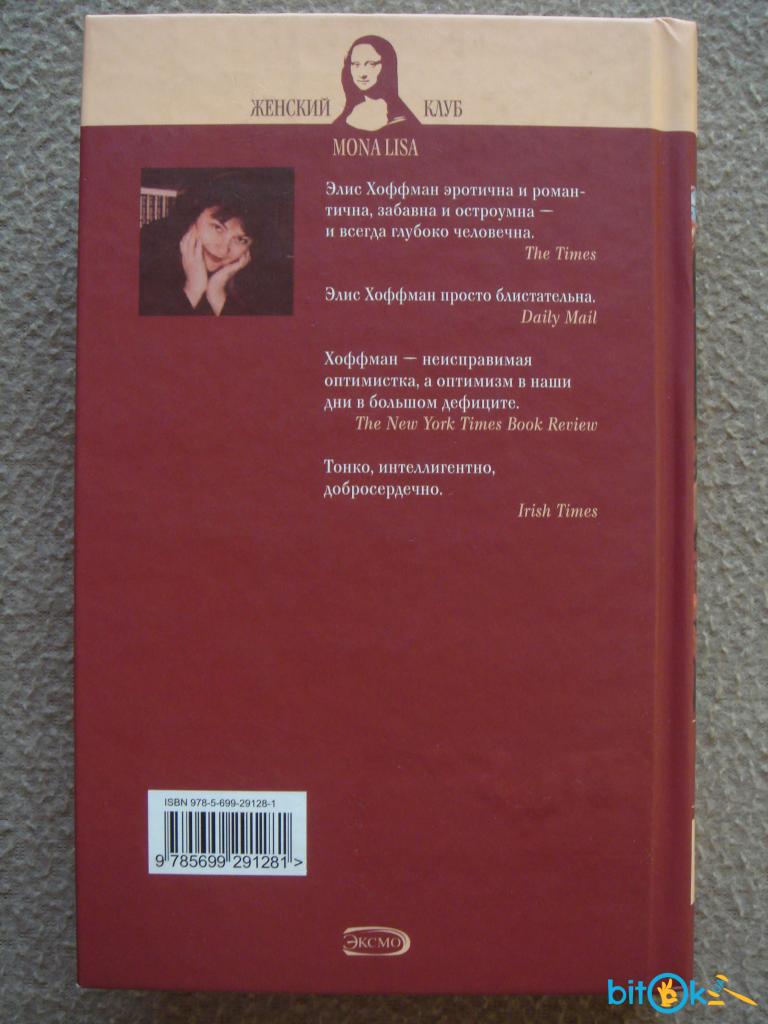 ЖЕНСКИЙ КЛУБ
MONA LISA
Элис Хоффман эротична и роман-
тична, забавна и остроумна —
и всегда глубоко человечна.
The Times
Элис Хоффман просто блистательна.
Daily Mail
Хоффман — неисправимая
оптимистка, а оптимизм в наши
дни в большом дефиците.
The New York Times Book Review
Тонко, интеллигентно,
добросердечно.
Irish Times
ISBN 978-5-699-29128-1
9 785699 291281 >
ЭКСМО
bitOk